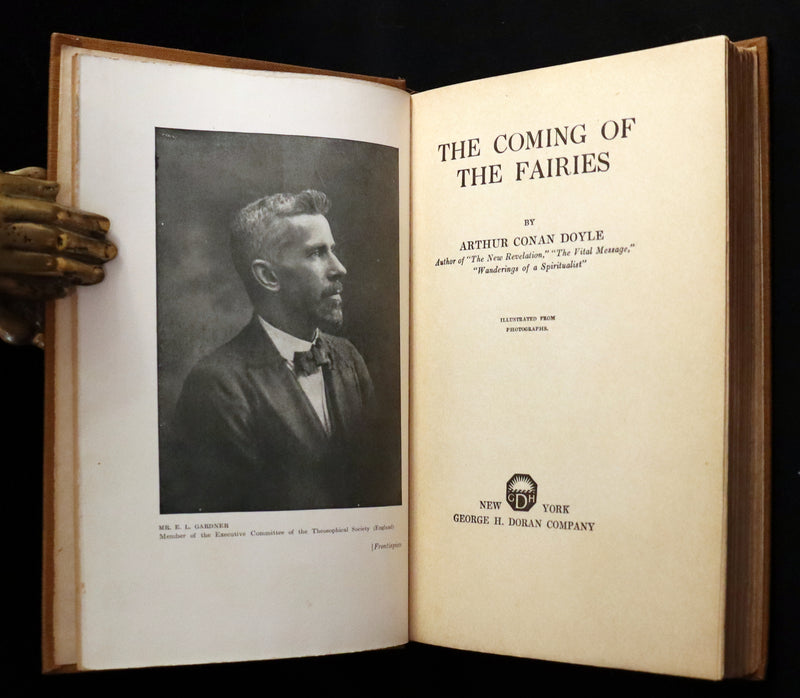 MR. E. L. GARDNER
Member of the Executive Committee of the Theosophical Society (England)
[Frontispiece
THE COMING OF
THE FAIRIES
BY
ARTHUR CONAN DOYLE
Author of "The New Revelation," "The Vital Message,"
"Wanderings of a Spiritualist"
ILLUSTRATED FROM
PHOTOGRAPHS.
GDH
NEW YORK
GEORGE H. DORAN COMPANY